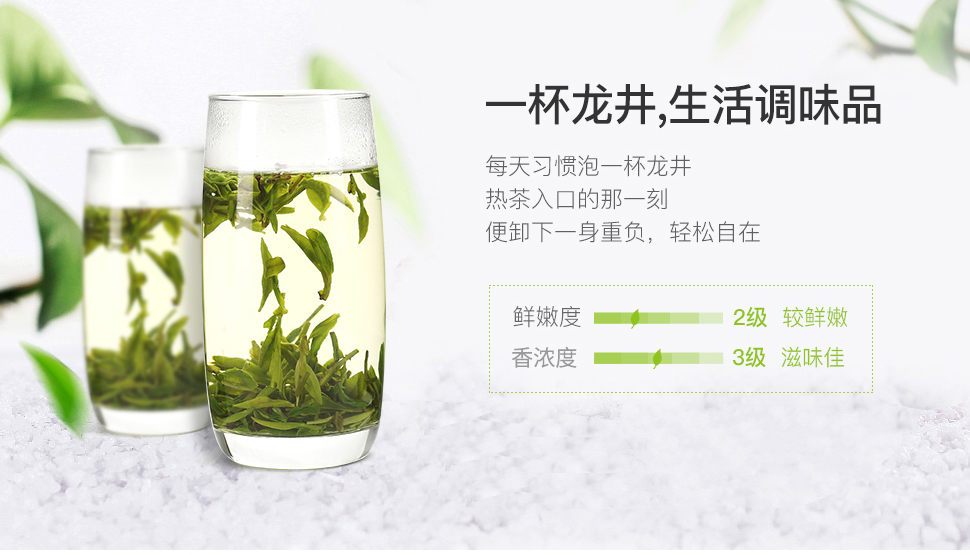 一杯龙井,生活调味品
每天习惯泡一杯龙井
热茶入口的那一刻
便卸下一身重负，轻松自在
鲜嫩度 2级 较鲜嫩
香浓度 3级 滋味佳